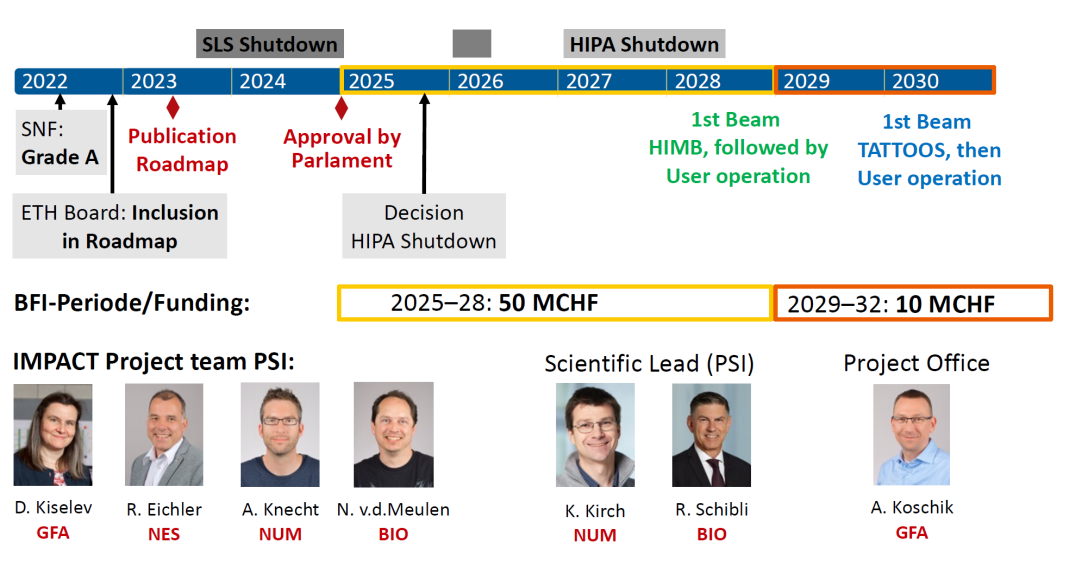 SLS Shutdown
HIPA Shutdown
2022
2023
2024
2025
2026
2027
2028
2029
2030
SNF:
Grade A
Publication
Roadmap
Approval by
Parlament
1st Beam
HIMB, followed by
User operation
1st Beam
TATTOOS, then
User operation
ETH Board: Inclusion
in Roadmap
Decision
HIPA Shutdown
BFI-Periode/Funding:
2025–28: 50 MCHF
2029–32: 10 MCHF
IMPACT Project team PSI:
Scientific Lead (PSI)
Project Office
D. Kiselev
GFA
R. Eichler
NES
A. Knecht
NUM
N. v.d.Meulen
BIO
K. Kirch
NUM
R. Schibli
BIO
A. Koschik
GFA